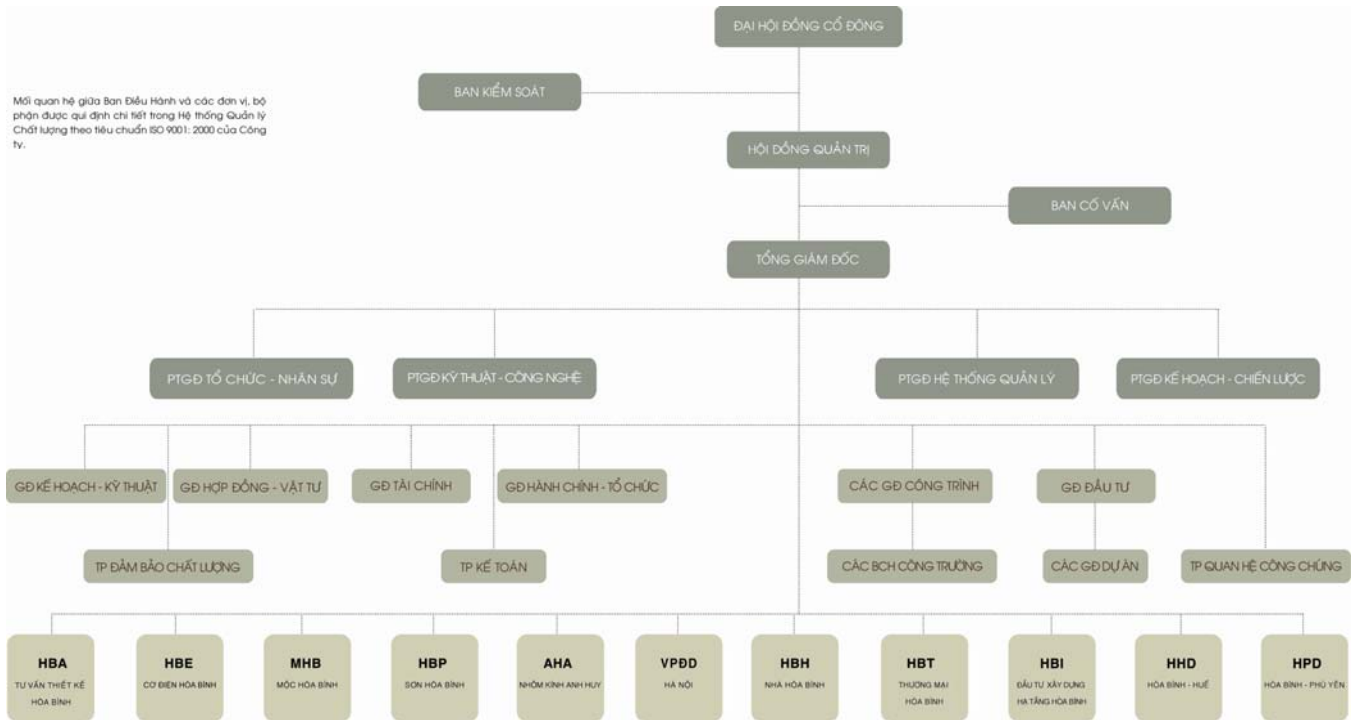 ĐẠI HỘI ĐỒNG CỔ ĐÔNG
BAN KIỂM SOÁT
Mối quan hệ giữa Ban Điều Hành và các đơn vị, bộ
phận được qui định chi tiết trong Hệ thống Quản lý
Chất lượng theo tiêu chuẩn ISO 9001: 2000 của Công
ty.
HỘI ĐỒNG QUẢN TRỊ
BAN CỐ VẤN
TỔNG GIÁM ĐỐC
PTGĐ TỔ CHỨC - NHÂN SỰ
PTGĐ KỸ THUẬT - CÔNG NGHỆ
PTGĐ HỆ THỐNG QUẢN LÝ
PTGĐ KẾ HOẠCH - CHIẾN LƯỢC
GĐ KẾ HOẠCH - KỸ THUẬT
GĐ HỢP ĐỒNG - VẬT TƯ
GĐ TÀI CHÍNH
GĐ HÀNH CHÍNH - TỔ CHỨC
CÁC GĐ CÔNG TRÌNH
GĐ ĐẦU TƯ
TP ĐẢM BẢO CHẤT LƯỢNG
TP KẾ TOÁN
CÁC BCH CÔNG TRƯỜNG
CÁC GĐ DỰ ÁN
TP QUAN HỆ CÔNG CHÚNG
HBA
TƯ VẤN THIẾT KẾ
HÒA BÌNH
HBE
CƠ ĐIỆN HÒA BÌNH
MHB
MỘC HÒA BÌNH
HBP
SƠN HÒA BÌNH
AHA
NHÔM KÍNH ANH HUY
VPĐD
HÀ NỘI
HBH
NHÀ HÒA BÌNH
HBT
THƯƠNG MẠI
HÒA BÌNH
HBI
ĐẦU TƯ XÂY DỰNG
HẠ TẦNG HÒA BÌNH
HHD
HÒA BÌNH - HUẾ
HPD
HÒA BÌNH - PHÚ YÊN